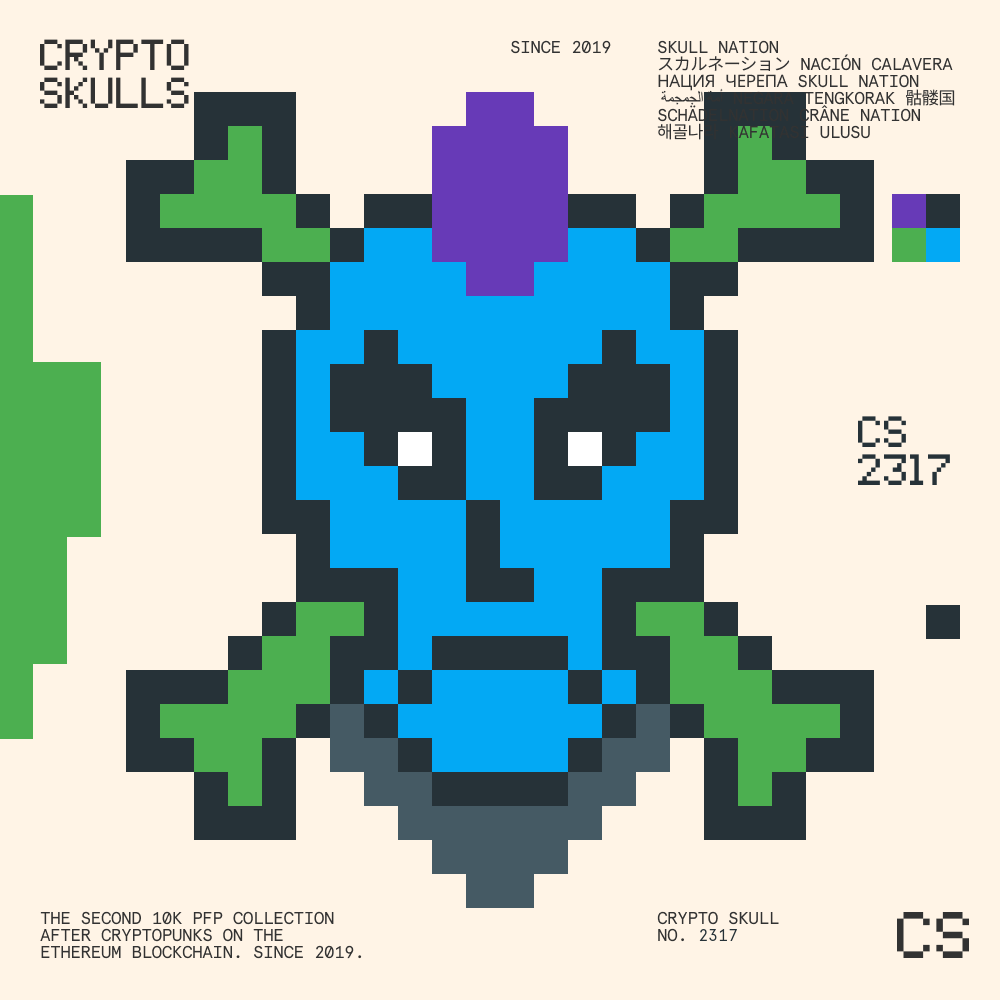 CRYPTO
SKULLS
SINCE 2019
SKULL NATION
スカルネーション NACIÓN CALAVERA
НАЦИЯ ЧЕРЕПА SKULL NATION
الجمجمة TENGKORAK 骷髅国
CRÂNE NATION
ULUSU
CS
2317
THE SECOND 10K PFP COLLECTION
AFTER CRYPTOPUNKS ON THE
ETHEREUM BLOCKCHAIN. SINCE 2019.
CRYPTO SKULL
NO. 2317
CS